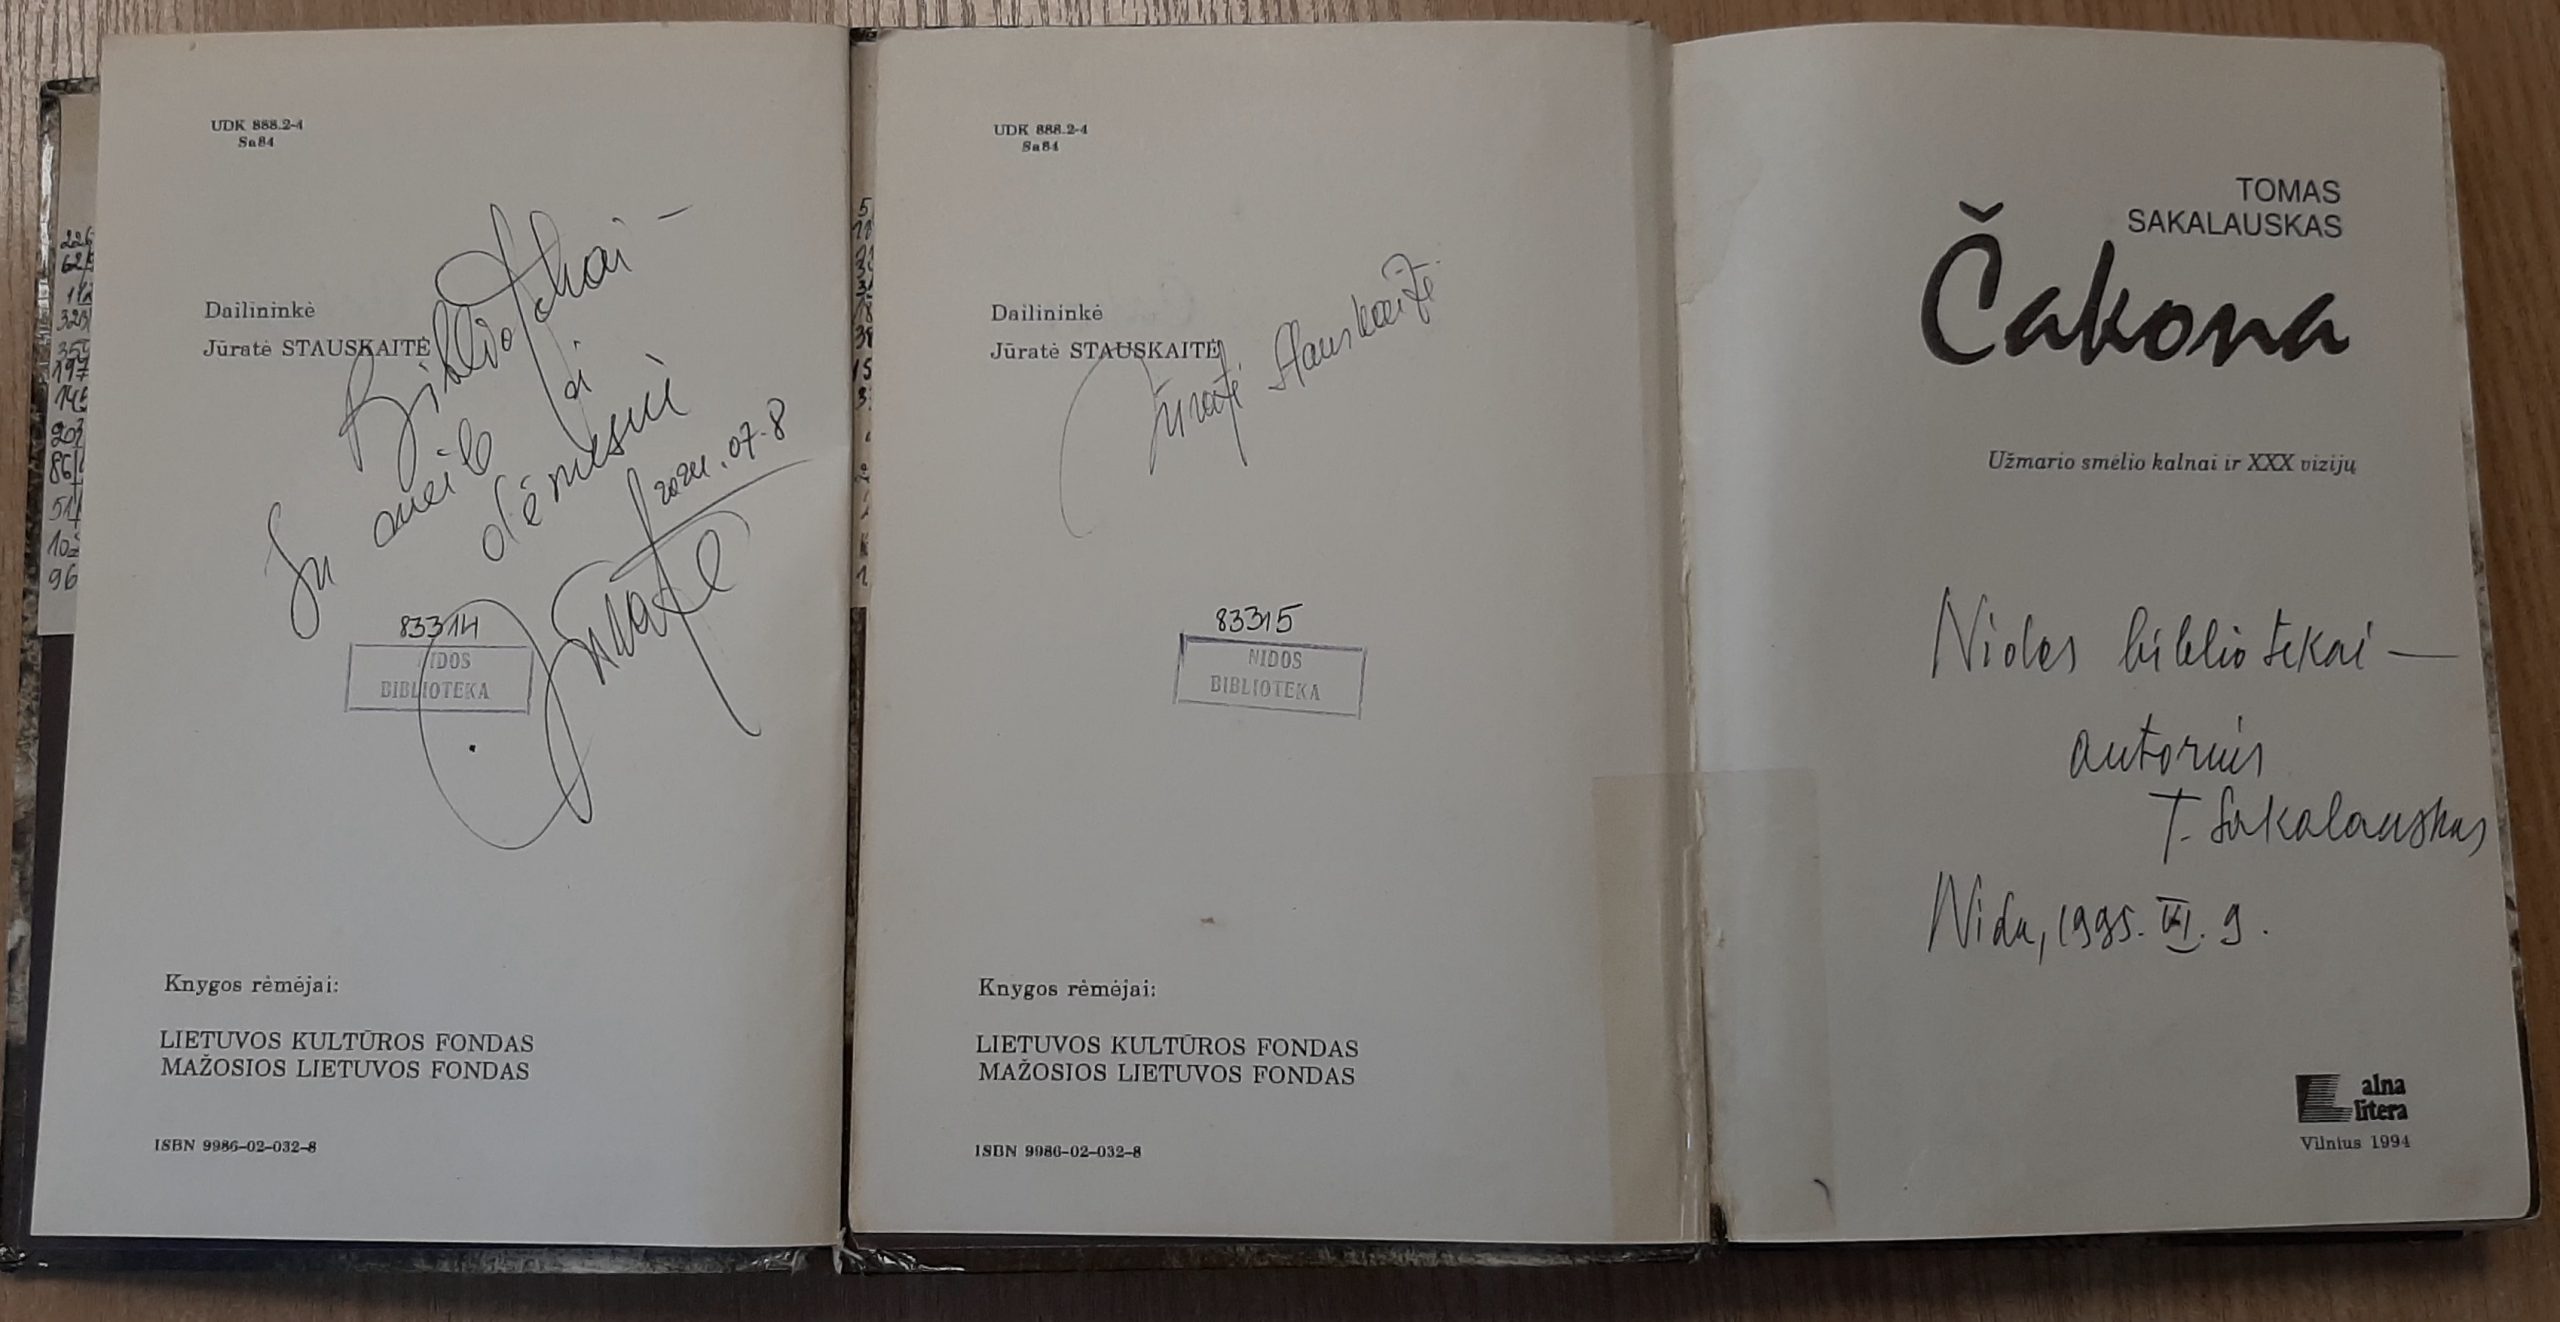 UDK 888.2-4
Sa84
Dailininkė
Jūratė STAUSKAITĖ
Bibliotekai –
Su meile
ir
dėmesiu
07.8
Jūratė
83314
NIDOS
BIBLIOTEKA
Knygos rėmėjai:
LIETUVOS KULTŪROS FONDAS
MAŽOSIOS LIETUVOS FONDAS
ISBN 9986-02-032-8
UDK 888.2-4
Sa84
Dailininkė
Jūratė STAUSKAITĖ
Jūratė Stauskaitė
83315
NIDOS
BIBLIOTEKA
Knygos rėmėjai:
LIETUVOS KULTŪROS FONDAS
MAŽOSIOS LIETUVOS FONDAS
ISBN 9986-02-032-8
TOMAS
SAKALAUSKAS
Čakona
Užmario smėlio kalnai ir XXX vizijų
Nidos bibliotekai —
autorius
T. Sakalauskas
Nida, 1995. VI. 9.
alna
litera
Vilnius 1994